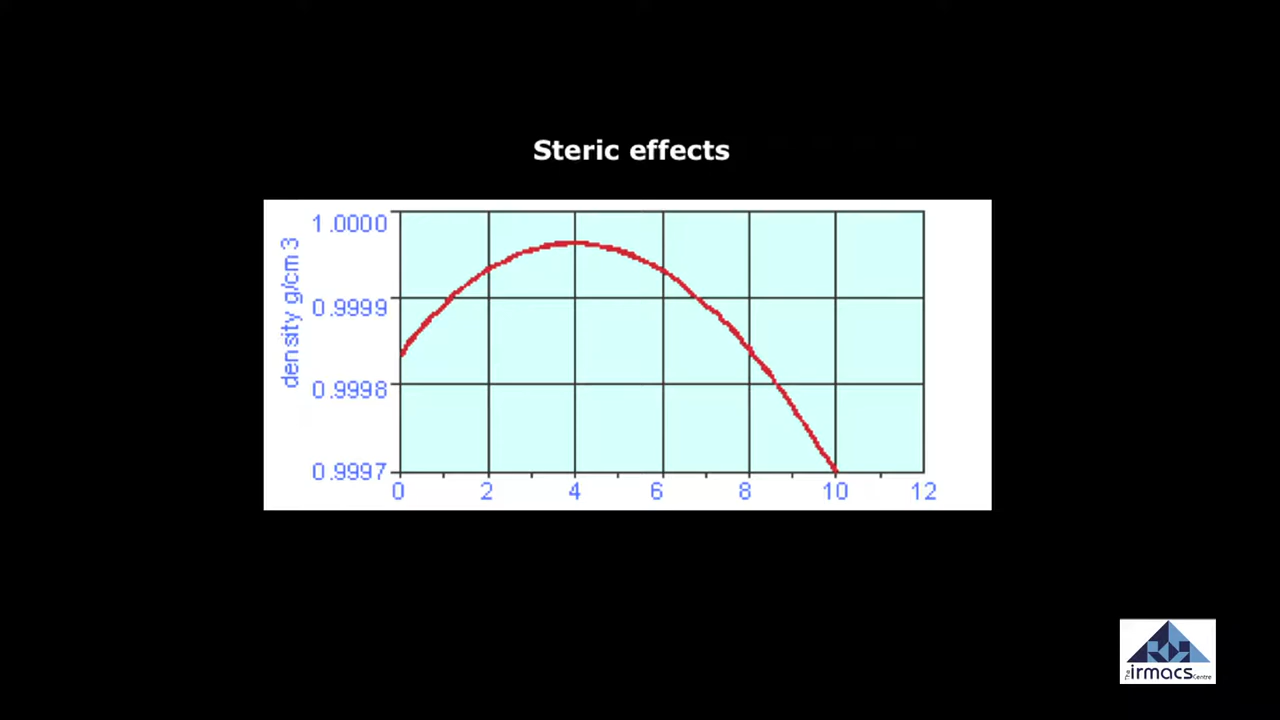 Steric effects
1.0000
0.9999
0.9998
0.9997
density g/cm 3
0 2 4 6 8 10 12
The irmacs Centre